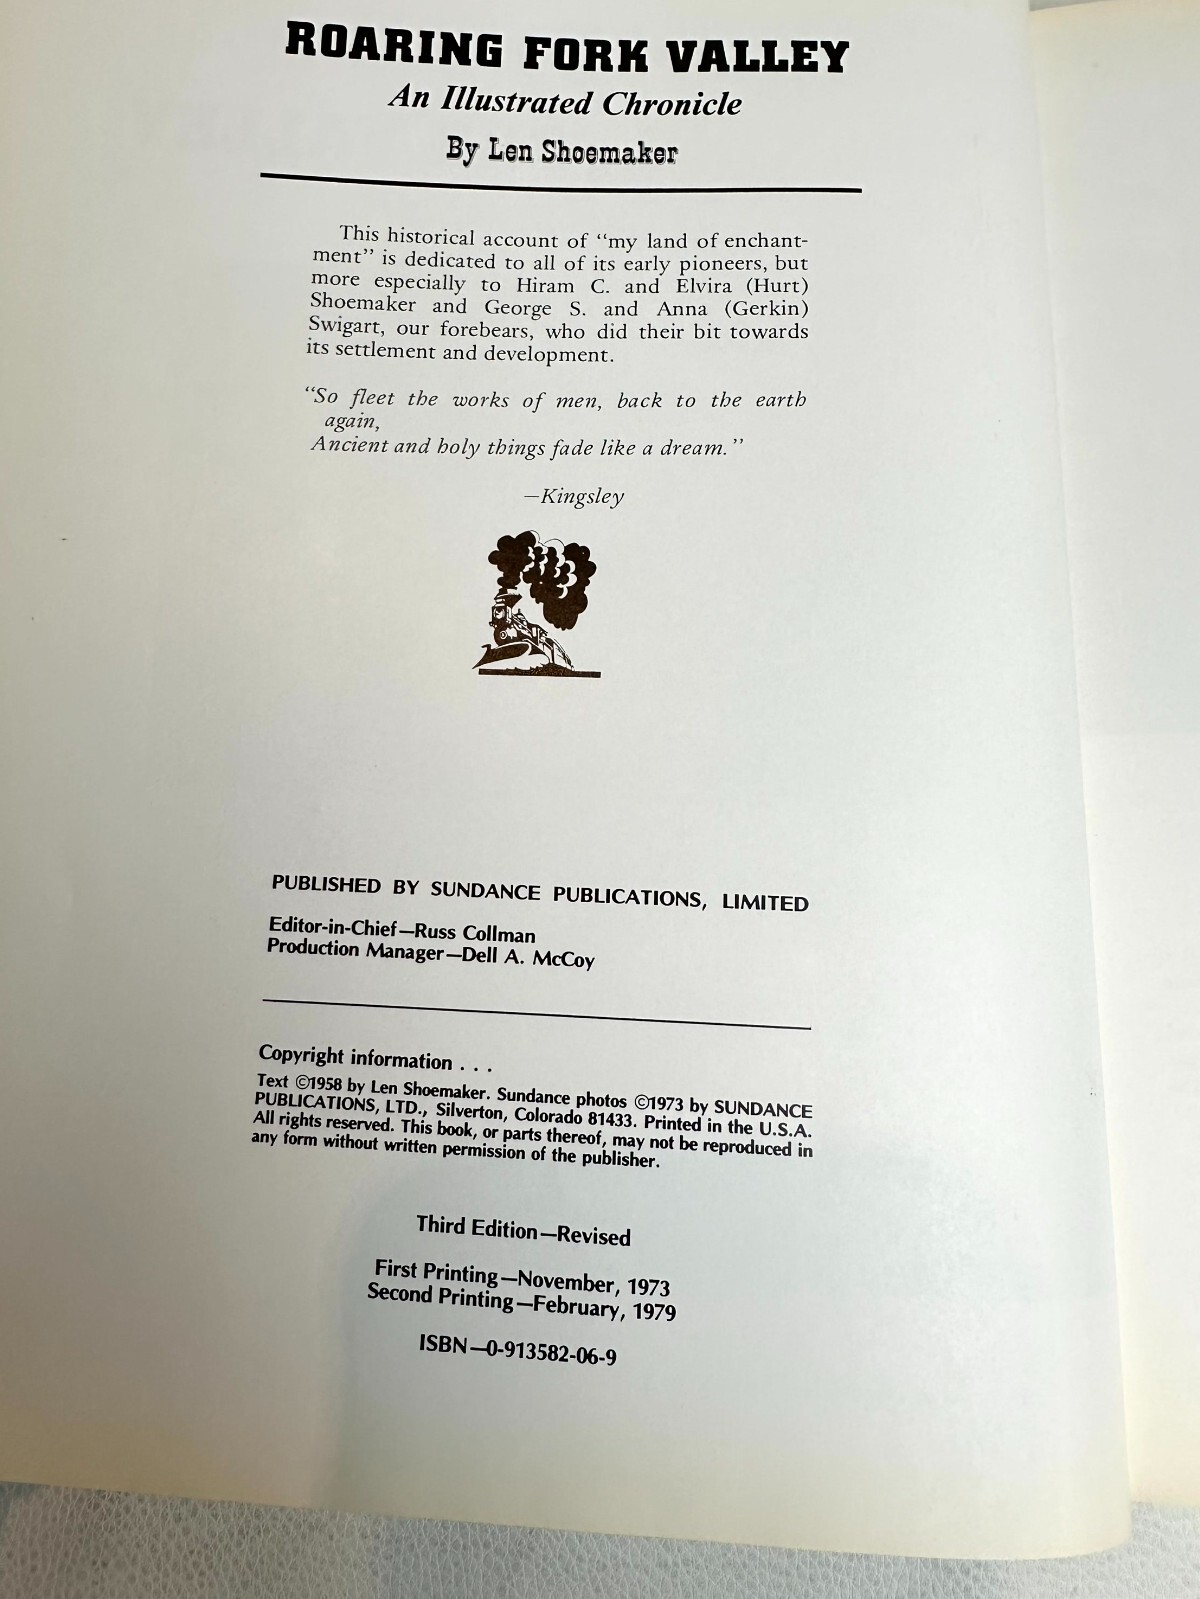 ROARING FORK VALLEY
An Illustrated Chronicle
By Len Shoemaker
This historical account of “my land of enchant-
ment” is dedicated to all of its early pioneers, but
more especially to Hiram C. and Elvira (Hurt)
Shoemaker and George S. and Anna (Gerkin)
Swigart, our forebears, who did their bit towards
its settlement and development.
“So fleet the works of men, back to the earth
again,
Ancient and holy things fade like a dream.”
—Kingsley
PUBLISHED BY SUNDANCE PUBLICATIONS, LIMITED
Editor-in-Chief—Russ Collman
Production Manager—Dell A. McCoy
Copyright information . . .
Text ©1958 by Len Shoemaker. Sundance photos ©1973 by SUNDANCE
PUBLICATIONS, LTD., Silverton, Colorado 81433. Printed in the U.S.A.
All rights reserved. This book, or parts thereof, may not be reproduced in
any form without written permission of the publisher.
Third Edition—Revised
First Printing—November, 1973
Second Printing—February, 1979
ISBN—0-913582-06-9